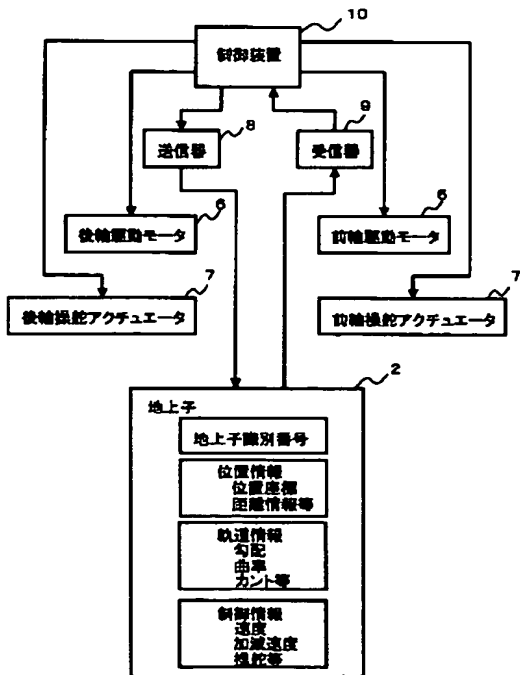 10
制御装置
9
8
送信器
受信器
6
6
後輪駆動モータ
前輪駆動モータ
7
7
後輪操舵アクチュエータ
前輪操舵アクチュエータ
2
地上子
地上子識別番号
位置情報
位置座標
距離情報等
軌道情報
勾配
曲率
カント等
制御情報
速度
加減速度
操舵等